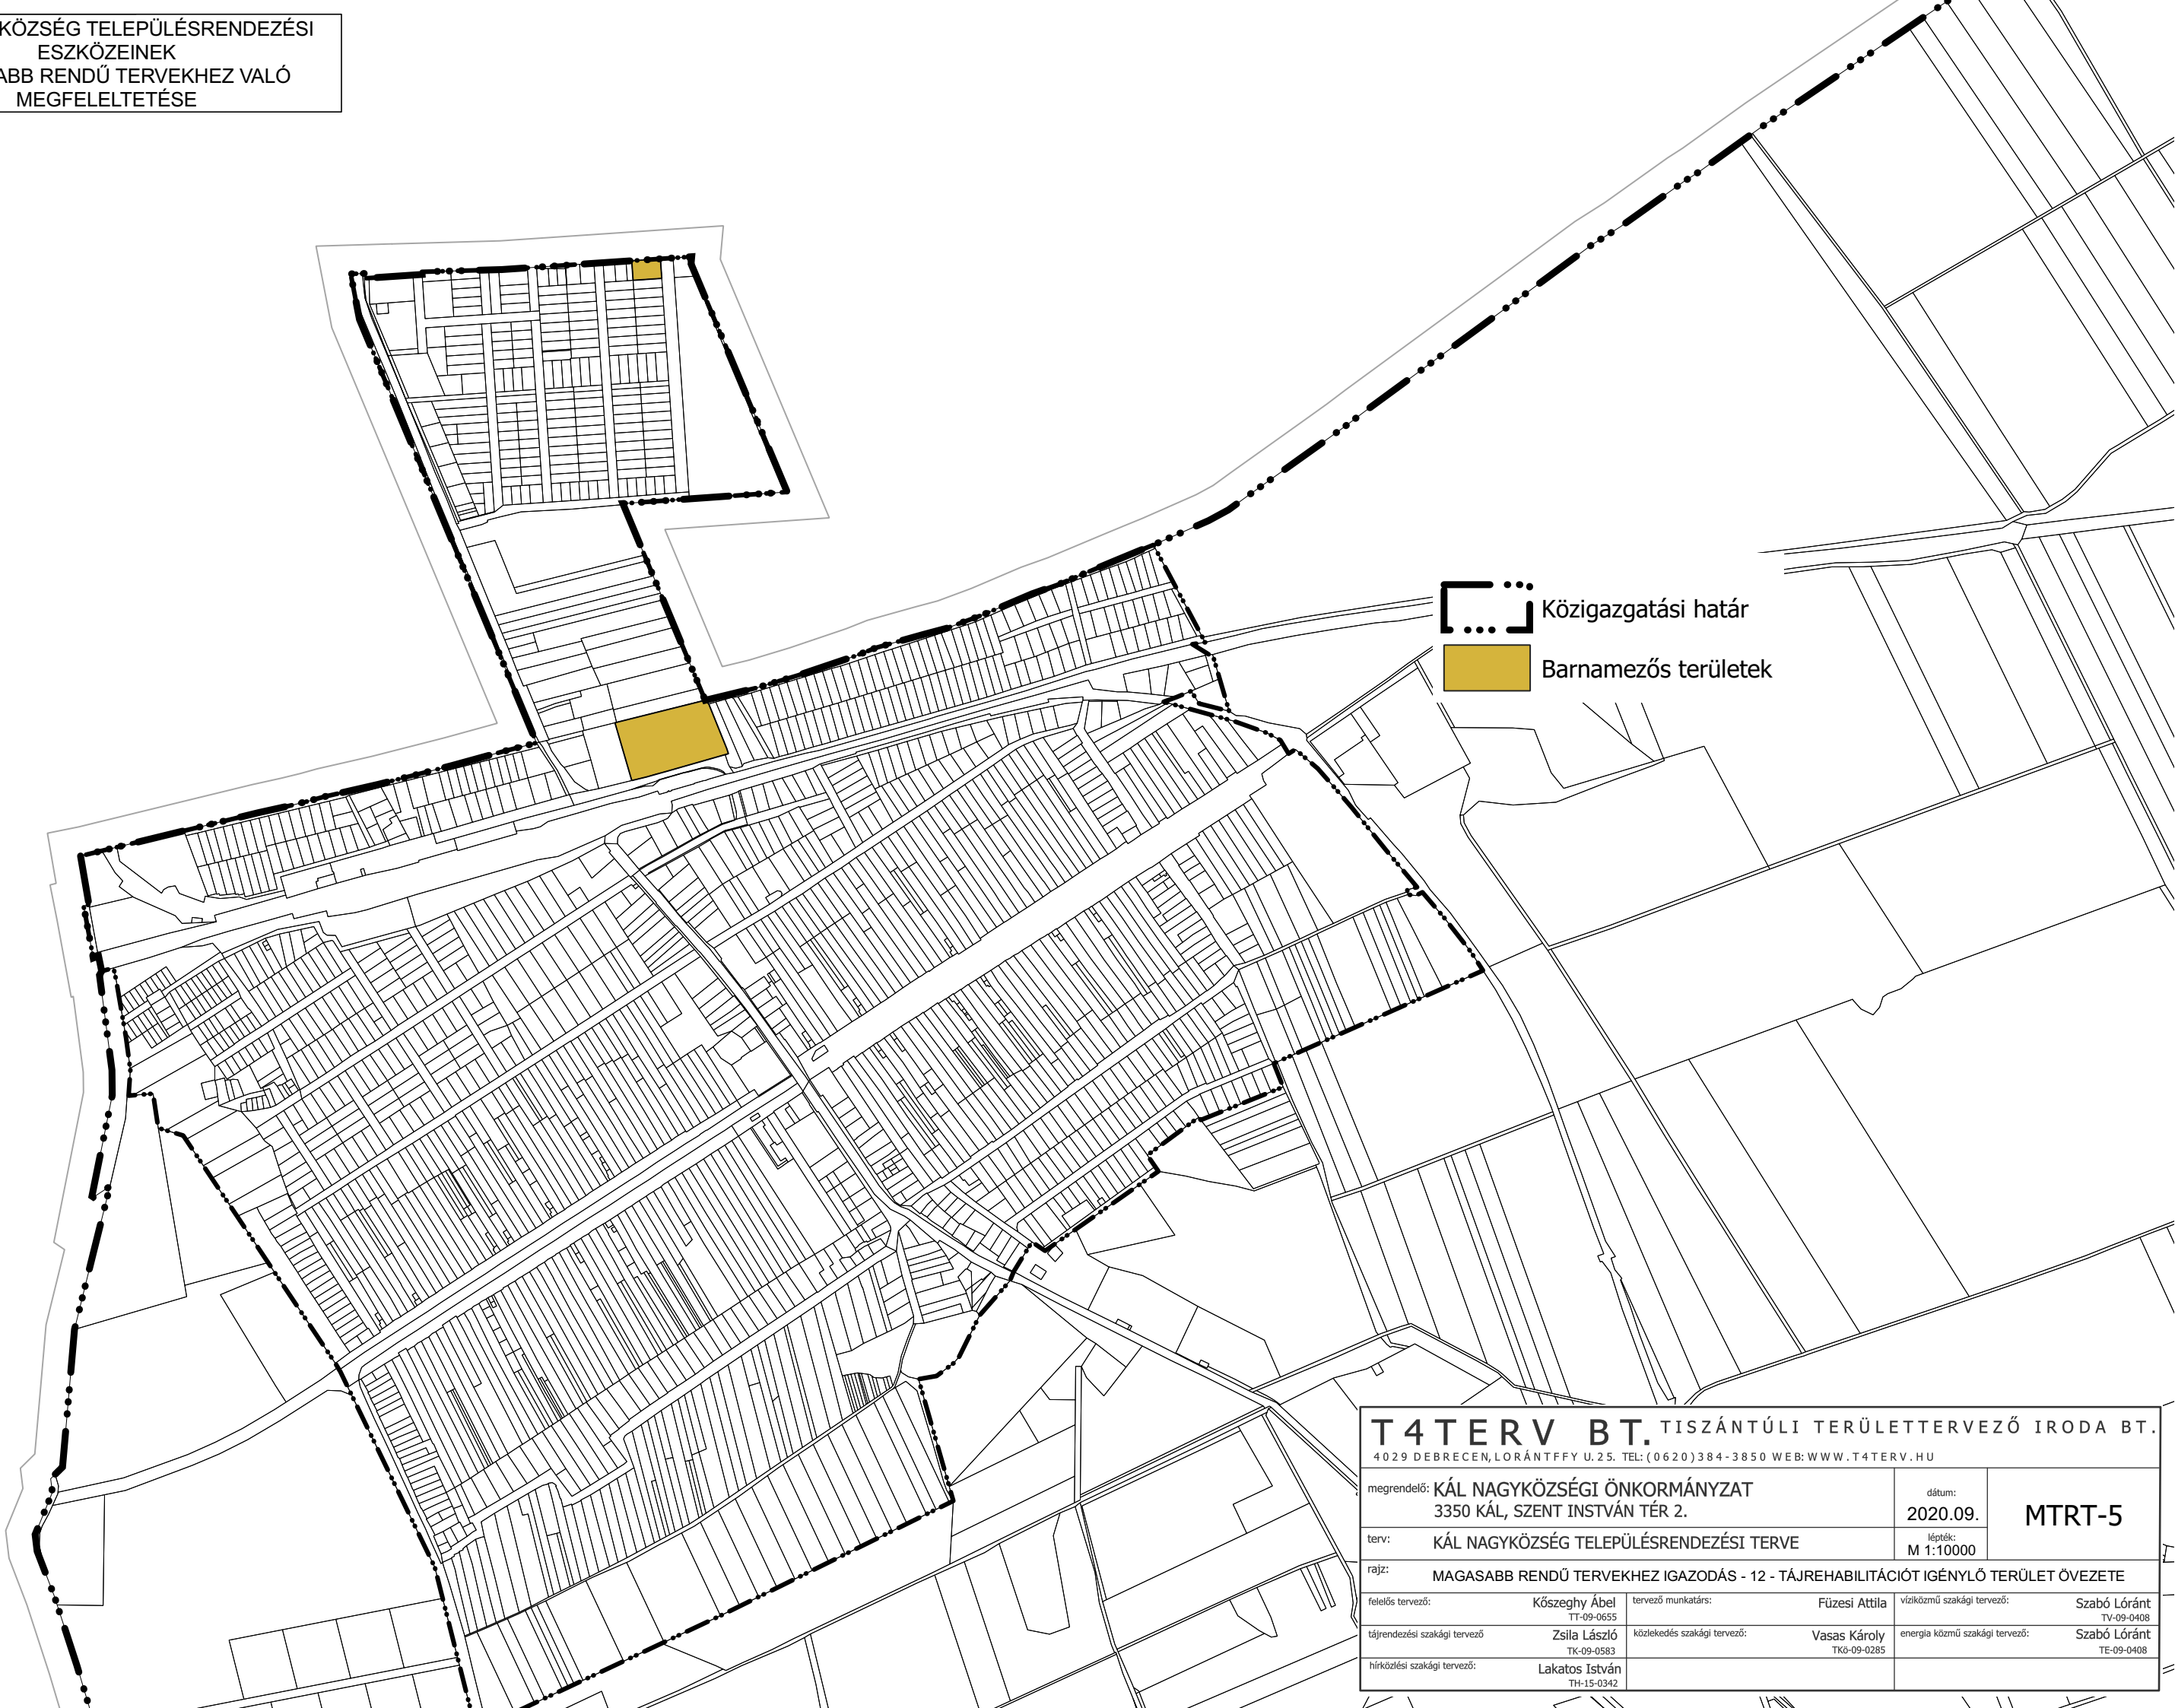 KÖZSÉG TELEPÜLÉSRENDEZÉSI
ESZKÖZEINEK
ABB RENDŰ TERVEKHEZ VALÓ
MEGFELELTETÉSE
Közigazgatási határ
Barnamezős területek
T4TERV BT. TISZÁNTÚLI TERÜLETTERVEZŐ IRODA BT.
4029 DEBRECEN, LORÁNTFFY U. 25. TEL: (0620)384-3850 WEB: WWW.T4TERV.HU
megrendelő: KÁL NAGYKÖZSÉGI ÖNKORMÁNYZAT
3350 KÁL, SZENT INSTVÁN TÉR 2.
dátum:
2020.09.
MTRT-5
terv: KÁL NAGYKÖZSÉG TELEPÜLÉSRENDEZÉSI TERVE
lépték:
M 1:10000
rajz: MAGASABB RENDŰ TERVEKHEZ IGAZODÁS - 12 - TÁJREHABILITÁCIÓT IGÉNYLŐ TERÜLET ÖVEZETE
felelős tervező: Kőszeghy Ábel
TT-09-0655
tervező munkatárs: Füzesi Attila
víziközmű szakági tervező: Szabó Lóránt
TV-09-0408
tájrendezési szakági tervező Zsila László
TK-09-0583
közlekedés szakági tervező: Vasas Károly
TKö-09-0285
energia közmű szakági tervező: Szabó Lóránt
TE-09-0408
hírközlési szakági tervező: Lakatos István
TH-15-0342